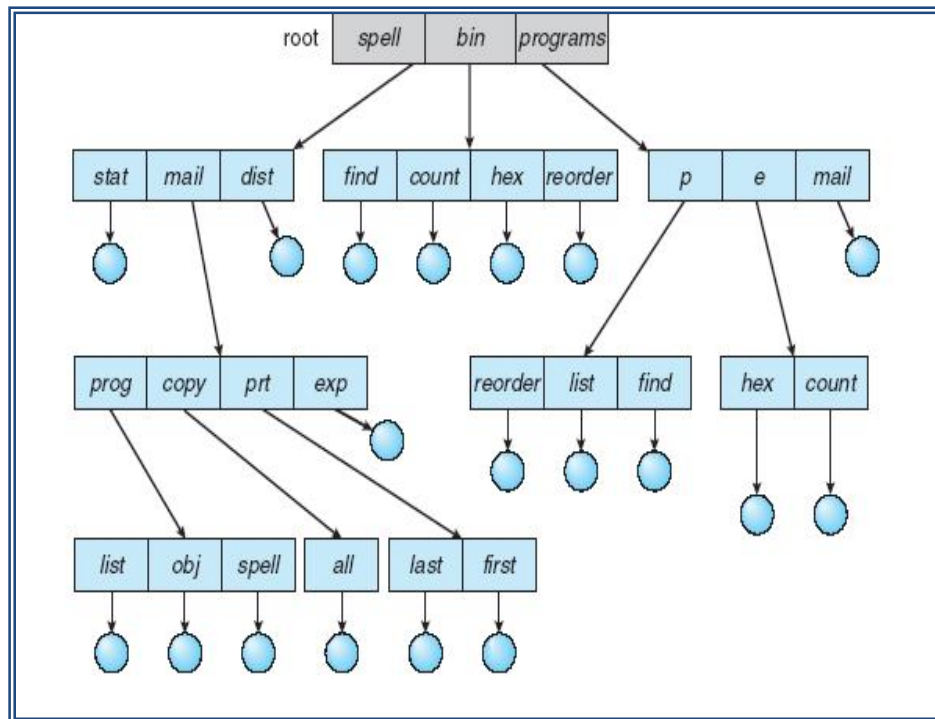 root spell bin programs
stat mail dist find count hex reorder p e mail
prog copy prt exp reorder list find hex count
list obj spell all last first